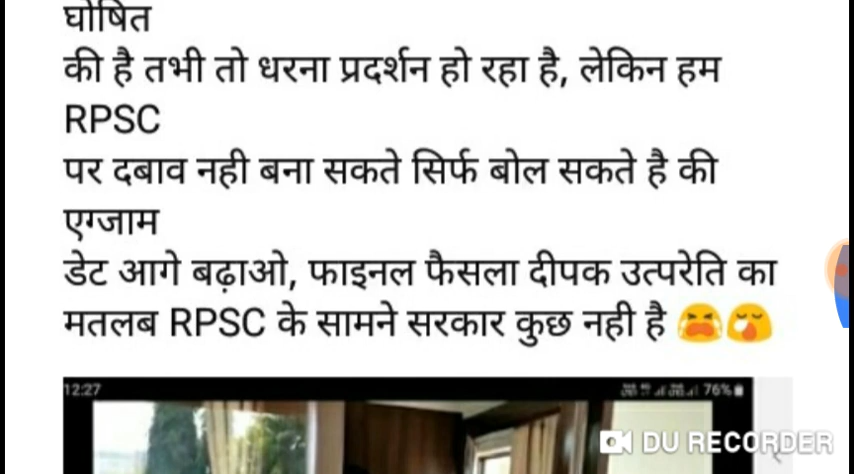 घोषित
की है तभी तो धरना प्रदर्शन हो रहा है, लेकिन हम
RPSC
पर दबाव नही बना सकते सिर्फ बोल सकते है की
एग्जाम
डेट आगे बढ़ाओ, फाइनल फैसला दीपक उत्परेति का
मतलब RPSC के सामने सरकार कुछ नही है 😭😪
12:27 76%
DU RECORDER